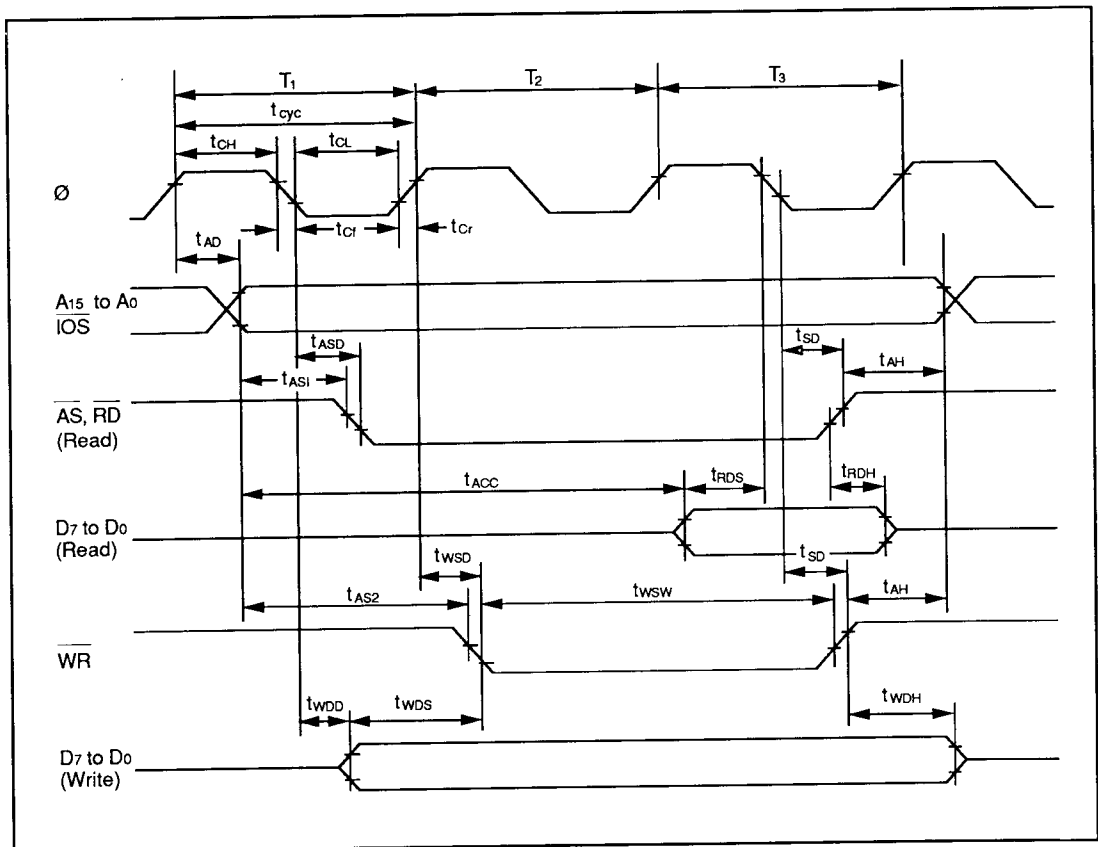 T1 T2 T3
tcyc
tCH tCL
Ø
tCf tCr
tAD
A15 to A0
IOS
tASD tSD
tASI tAH
AS, RD
(Read)
tACC tRDS tRDH
D7 to D0
(Read)
tWSD tSD
tAS2 tWSW tAH
WR
tWDD tWDS tWDH
D7 to D0
(Write)